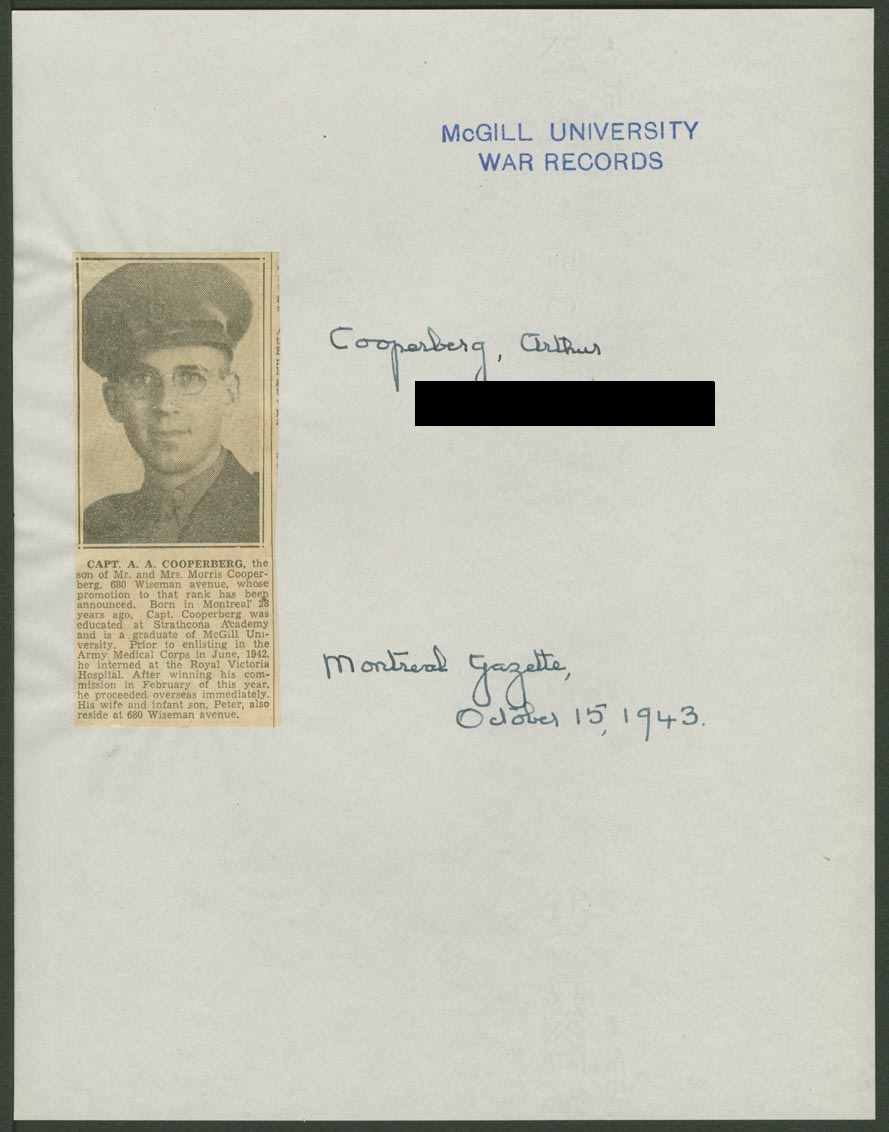 McGILL UNIVERSITY
WAR RECORDS
Cooperberg, Arthur
CAPT. A. A. COOPERBERG, the
son of Mr. and Mrs. Morris Cooper-
berg, 680 Wiseman avenue, whose
promotion to that rank has been
announced. Born in Montreal 28
years ago, Capt. Cooperberg was
educated at Strathcona Academy
and is a graduate of McGill Uni-
versity. Prior to enlisting in the
Army Medical Corps in June, 1942,
he interned at the Royal Victoria
Hospital. After winning his com-
mission in February of this year,
he proceeded overseas immediately.
His wife and infant son, Peter, also
reside at 680 Wiseman avenue.
Montreal Gazette,
October 15, 1943.